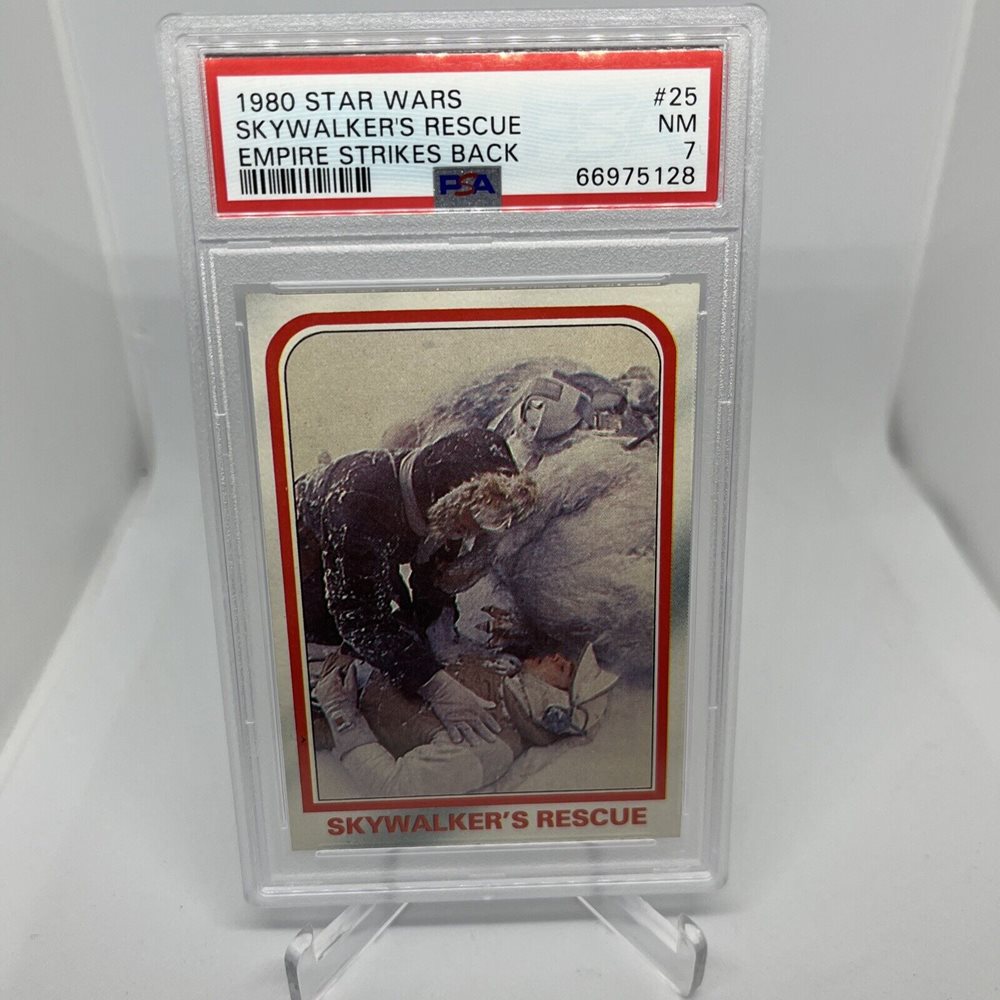 1980 STAR WARS #25
SKYWALKER'S RESCUE NM
EMPIRE STRIKES BACK 7
PSA 66975128
SKYWALKER'S RESCUE